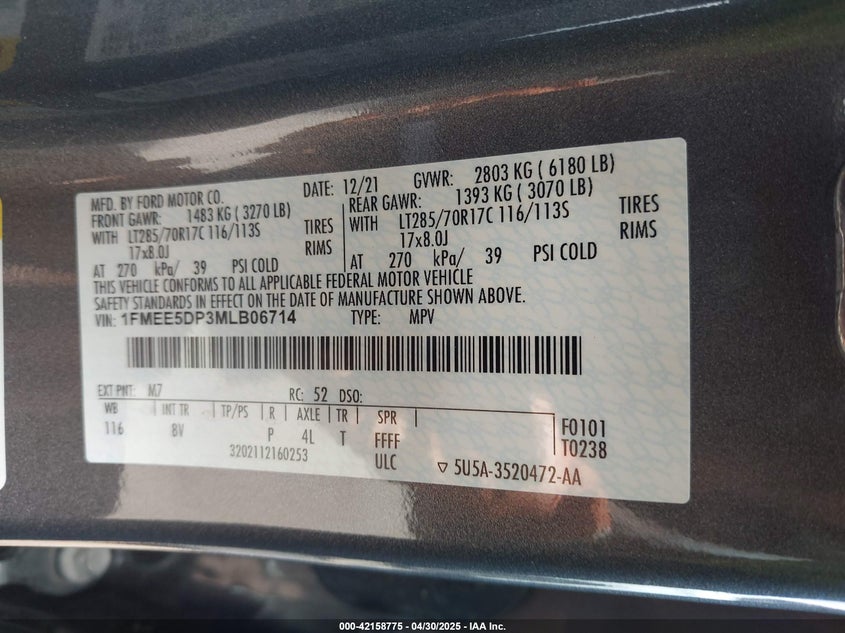 MFD. BY FORD MOTOR CO. DATE: 12/21 GVWR: 2803 KG ( 6180 LB)
FRONT GAWR: 1483 KG ( 3270 LB) REAR GAWR: 1393 KG ( 3070 LB)
WITH LT285/70R17C 116/113S TIRES WITH LT285/70R17C 116/113S TIRES
17x8.0J RIMS 17x8.0J RIMS
AT 270 kPa/ 39 PSI COLD AT 270 kPa/ 39 PSI COLD
THIS VEHICLE CONFORMS TO ALL APPLICABLE FEDERAL MOTOR VEHICLE
SAFETY STANDARDS IN EFFECT ON THE DATE OF MANUFACTURE SHOWN ABOVE.
VIN: 1FMEE5DP3MLB06714 TYPE: MPV
EXT PNT: M7 RC: 52 DSO:
WB INT TR TP/PS R AXLE TR SPR F0101
116 8V P 4L T FFFF T0238
3202112160253 ULC 5U5A-3520472-AA
000-42158775 - 04/30/2025 - IAA Inc.